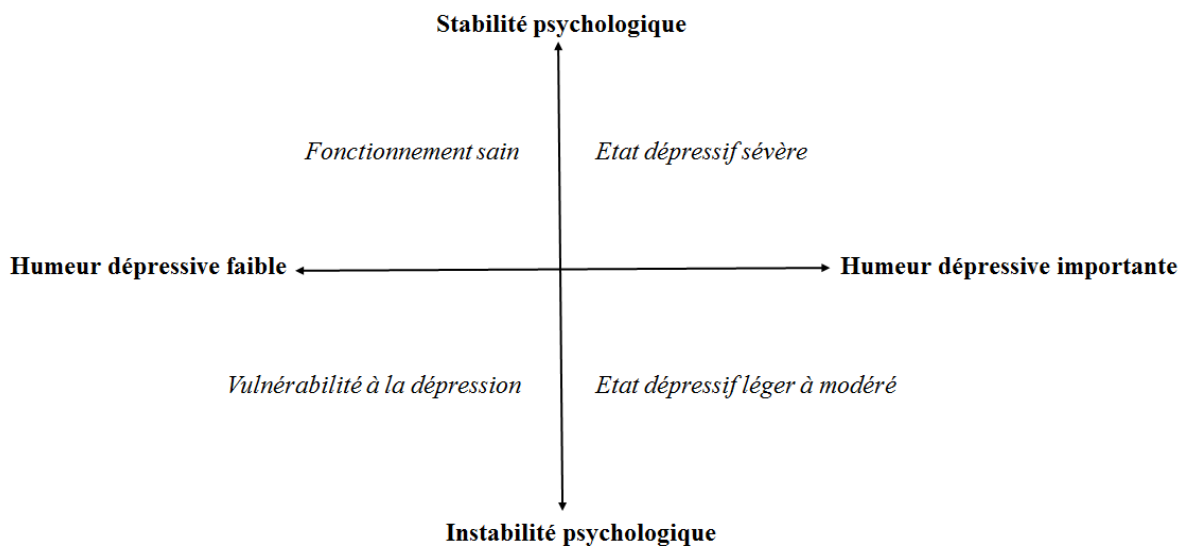 Stabilité psychologique
Fonctionnement sain
Etat dépressif sévère
Humeur dépressive faible
Humeur dépressive importante
Vulnérabilité à la dépression
Etat dépressif léger à modéré
Instabilité psychologique